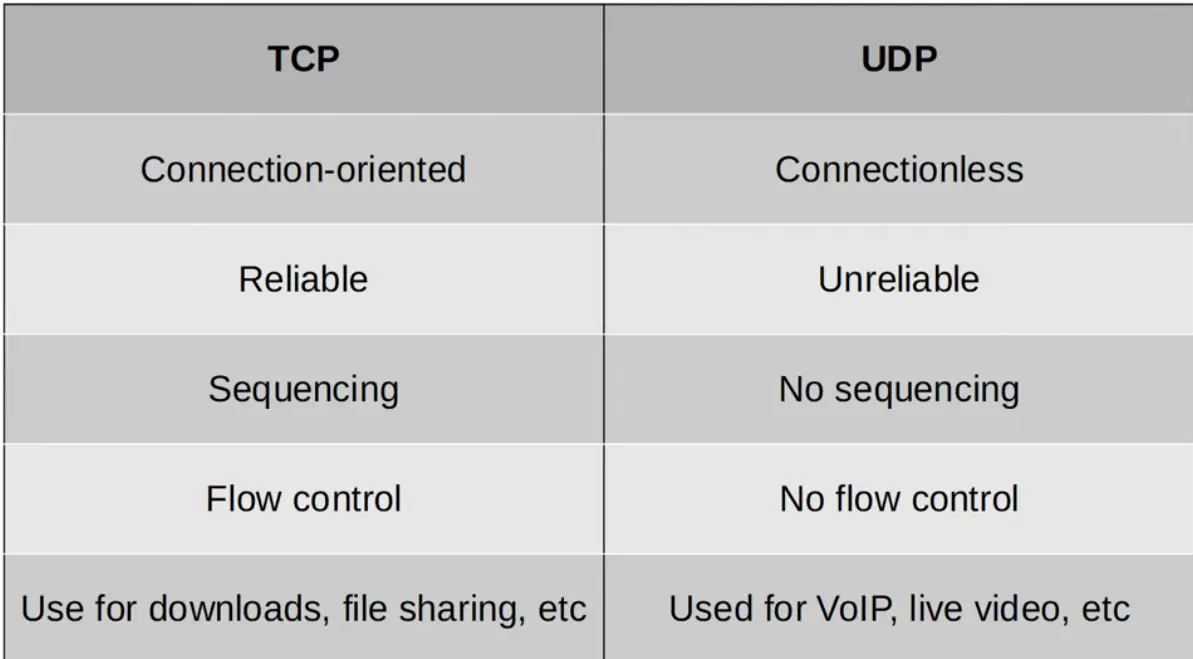 TCP
UDP
Connection-oriented
Connectionless
Reliable
Unreliable
Sequencing
No sequencing
Flow control
No flow control
Use for downloads, file sharing, etc
Used for VoIP, live video, etc